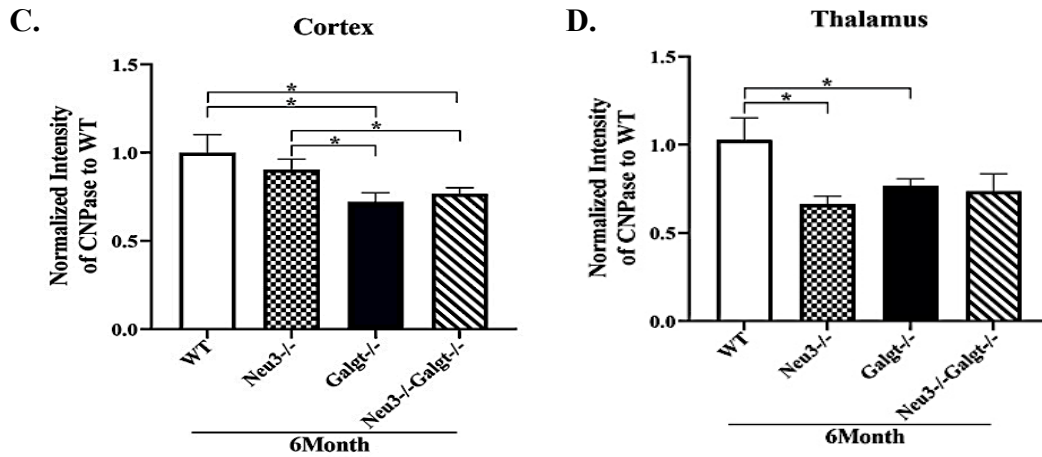 C.
Cortex
Normalized Intensity
of CNPase to WT
1.5
1.0
0.5
0.0
*
*
*
*
WT
Neu3-/-
Galgt-/-
Neu3-/-Galgt-/-
6Month
D.
Thalamus
Normalized Intensity
of CNPase to WT
1.5
1.0
0.5
0.0
*
*
WT
Neu3-/-
Galgt-/-
Neu3-/-Galgt-/-
6Month